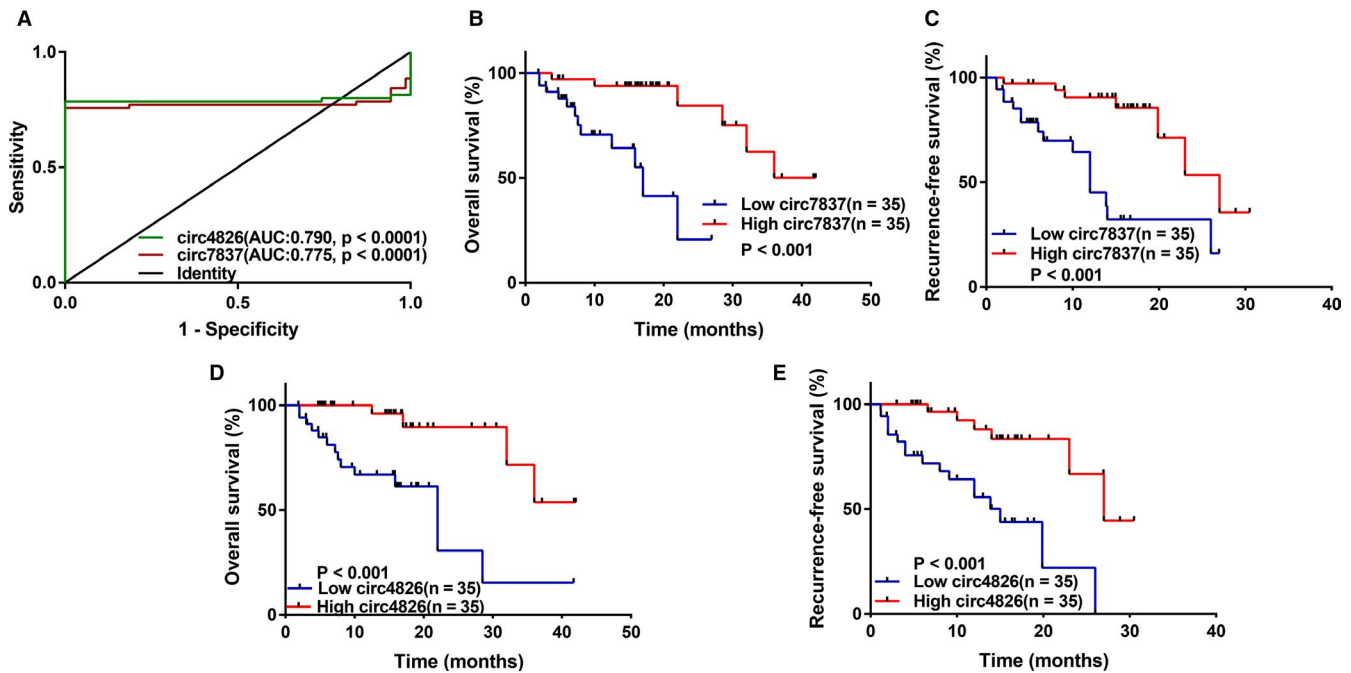 A
1.0
0.5
0.0
0.0
0.5
1.0
Sensitivity
1 - Specificity
circ4826(AUC:0.790, p < 0.0001)
circ7837(AUC:0.775, p < 0.0001)
Identity
B
100
50
0
0
10
20
30
40
50
Overall survival (%)
Time (months)
Low circ7837(n = 35)
High circ7837(n = 35)
P < 0.001
C
100
50
0
0
10
20
30
40
Recurrence-free survival (%)
Time (months)
Low circ7837(n = 35)
High circ7837(n = 35)
P < 0.001
D
100
50
0
0
10
20
30
40
50
Overall survival (%)
Time (months)
P < 0.001
Low circ4826(n = 35)
High circ4826(n = 35)
E
100
50
0
0
10
20
30
40
Recurrence-free survival (%)
Time (months)
P < 0.001
Low circ4826(n = 35)
High circ4826(n = 35)